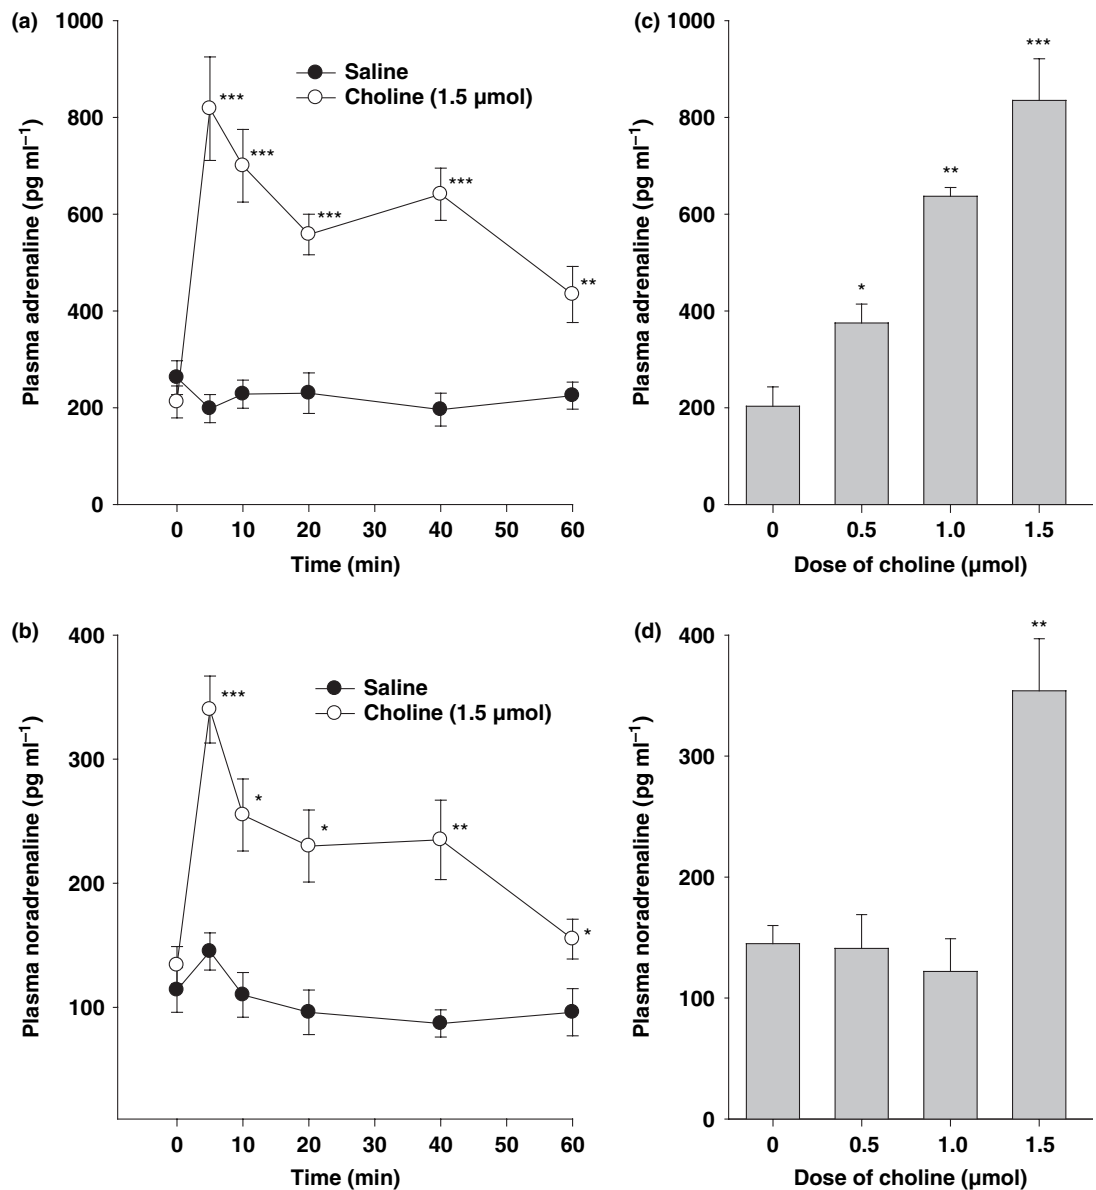 (a)
1000
800
600
400
200
0
Plasma adrenaline (pg ml⁻¹)
Saline
Choline (1.5 µmol)
***
***
***
***
**
0 10 20 30 40 50 60
Time (min)
(c)
1000
800
600
400
200
0
Plasma adrenaline (pg ml⁻¹)
*
**
***
0 0.5 1.0 1.5
Dose of choline (µmol)
(b)
400
300
200
100
Plasma noradrenaline (pg ml⁻¹)
Saline
Choline (1.5 µmol)
***
*
*
**
*
0 10 20 30 40 50 60
Time (min)
(d)
400
300
200
100
0
Plasma noradrenaline (pg ml⁻¹)
**
0 0.5 1.0 1.5
Dose of choline (µmol)